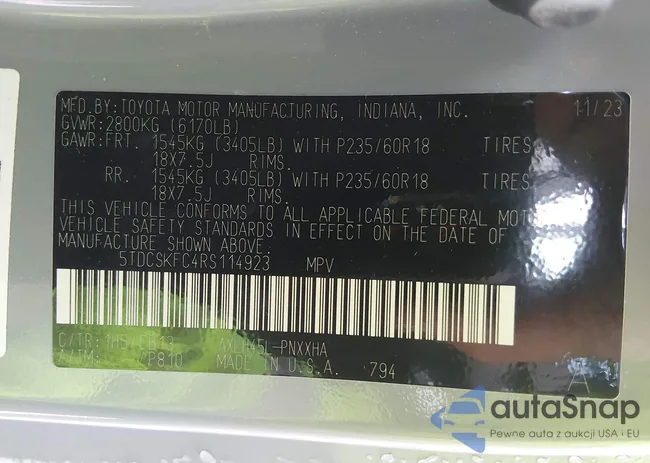 MFD.BY:TOYOTA MOTOR MANUFACTURING, INDIANA, INC. 11/23
GVWR:2800KG (6170LB)
GAWR:FRT. 1545KG (3405LB) WITH P235/60R18 TIRES
18X7.5J RIMS.
RR. 1545KG (3405LB) WITH P235/60R18 TIRES
18X7.5J RIMS.
THIS VEHICLE CONFORMS TO ALL APPLICABLE FEDERAL MOTOR
VEHICLE SAFETY STANDARDS IN EFFECT ON THE DATE OF
MANUFACTURE SHOWN ABOVE.
5TDCSKFC4RS114923 MPV
C/TR:
A/TM: P810 MADE IN U.S.A. 794 A
autaSnap
Pewne auta z aukcji USA i EU